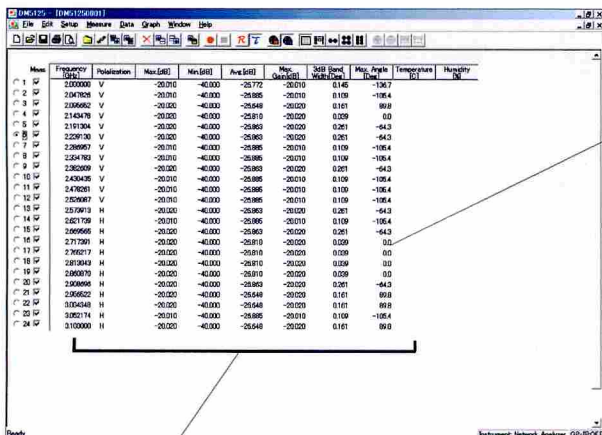 DM5125 - [DM51250801]
File Edit Setup Measure Data Graph Window Help
Meas Frequency [GHz] Polalization Max.[dB] Min.[dB] Avg.[dB] Max. Gain[dB] 3dB Band Width[Deg] Max. Angle [Deg] Temperature [C] Humidity [%]
1 2.000000 V -20.010 -40.000 -25.772 -20.010 0.145 -136.7
2 2.047826 V -20.010 -40.000 -25.885 -20.010 0.109 -105.4
3 2.095652 V -20.020 -40.000 -25.648 -20.020 0.161 89.8
4 2.143478 V -20.020 -40.000 -25.810 -20.020 0.039 0.0
5 2.191304 V -20.020 -40.000 -25.863 -20.020 0.261 -64.3
6 2.239130 V -20.020 -40.000 -25.863 -20.020 0.261 -64.3
7 2.286957 V -20.010 -40.000 -25.885 -20.010 0.109 -105.4
8 2.334783 V -20.010 -40.000 -25.885 -20.010 0.109 -105.4
9 2.382609 V -20.020 -40.000 -25.863 -20.020 0.261 -64.3
10 2.430435 V -20.010 -40.000 -25.885 -20.010 0.109 -105.4
11 2.478261 V -20.010 -40.000 -25.885 -20.010 0.109 -105.4
12 2.526087 V -20.010 -40.000 -25.885 -20.010 0.109 -105.4
13 2.573913 H -20.020 -40.000 -25.863 -20.020 0.261 -64.3
14 2.621739 H -20.010 -40.000 -25.885 -20.010 0.109 -105.4
15 2.669565 H -20.020 -40.000 -25.863 -20.020 0.261 -64.3
16 2.717391 H -20.020 -40.000 -25.810 -20.020 0.039 0.0
17 2.765217 H -20.020 -40.000 -25.810 -20.020 0.039 0.0
18 2.813043 H -20.020 -40.000 -25.810 -20.020 0.039 0.0
19 2.860870 H -20.020 -40.000 -25.810 -20.020 0.039 0.0
20 2.908696 H -20.020 -40.000 -25.863 -20.020 0.261 -64.3
21 2.956522 H -20.020 -40.000 -25.648 -20.020 0.161 89.8
22 3.004348 H -20.020 -40.000 -25.648 -20.020 0.161 89.8
23 3.052174 H -20.010 -40.000 -25.885 -20.010 0.109 -105.4
24 3.100000 H -20.020 -40.000 -25.648 -20.020 0.161 89.8
Ready Instrument: Network Analyzer